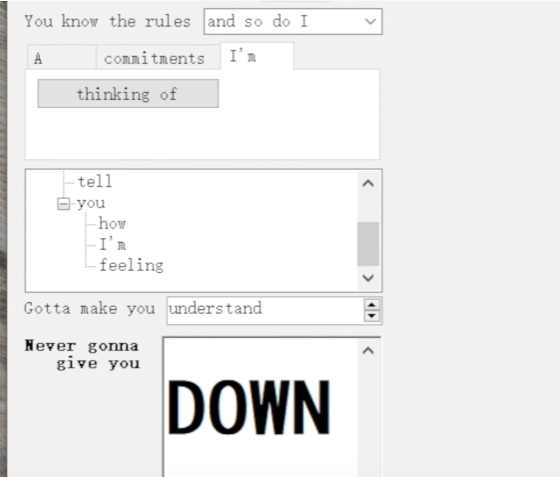 You know the rules and so do I
A commitments I'm
thinking of
tell
you
how
I'm
feeling
Gotta make you understand
Never gonna
give you
DOWN